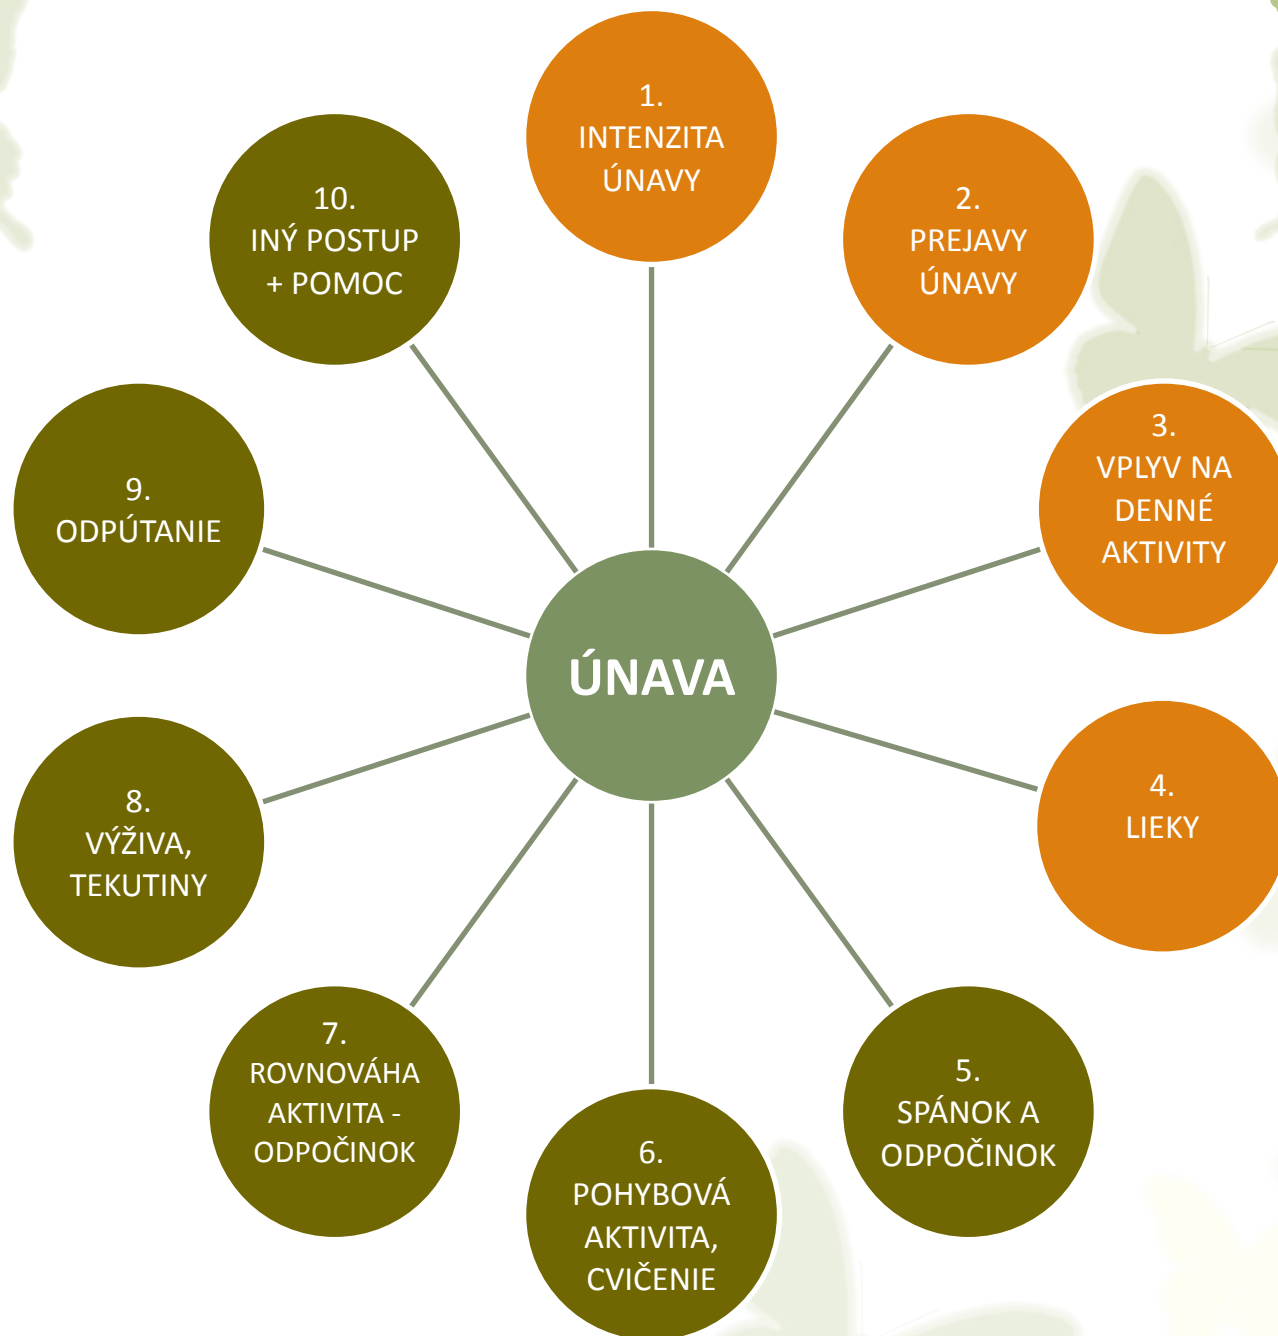 1.
INTENZITA
ÚNAVY
2.
PREJAVY
ÚNAVY
3.
VPLYV NA
DENNÉ
AKTIVITY
4.
LIEKY
5.
SPÁNOK A
ODPOČINOK
6.
POHYBOVÁ
AKTIVITA,
CVIČENIE
7.
ROVNOVÁHA
AKTIVITA -
ODPOČINOK
8.
VÝŽIVA,
TEKUTINY
9.
ODPÚTANIE
10.
INÝ POSTUP
+ POMOC
ÚNAVA